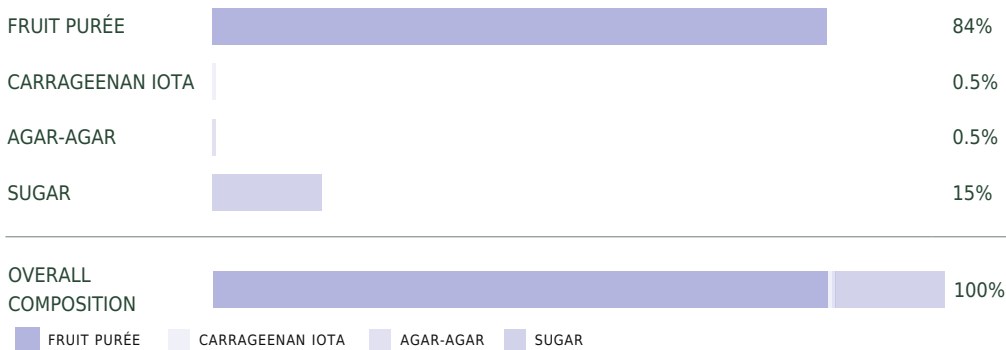 FRUIT PURÉE 84%
CARRAGEENAN IOTA 0.5%
AGAR-AGAR 0.5%
SUGAR 15%
OVERALL
COMPOSITION 100%
FRUIT PURÉE CARRAGEENAN IOTA AGAR-AGAR SUGAR